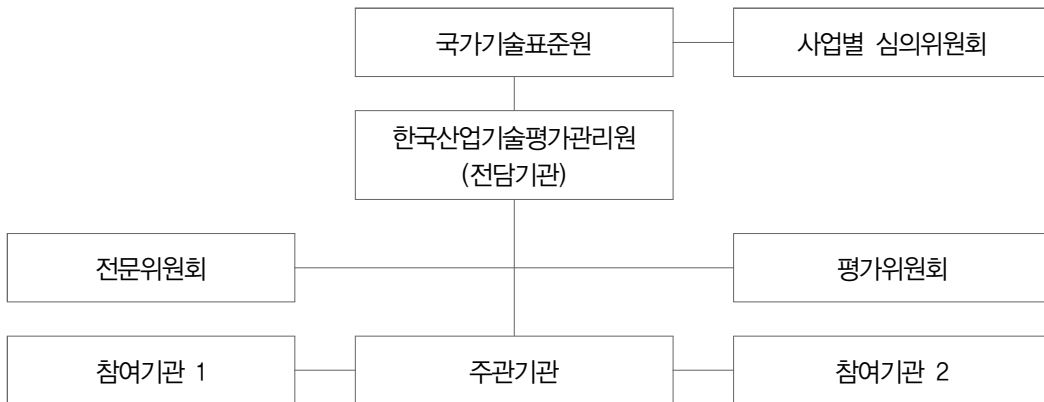 국가기술표준원
사업별 심의위원회
한국산업기술평가관리원
(전담기관)
전문위원회
평가위원회
참여기관 1
주관기관
참여기관 2